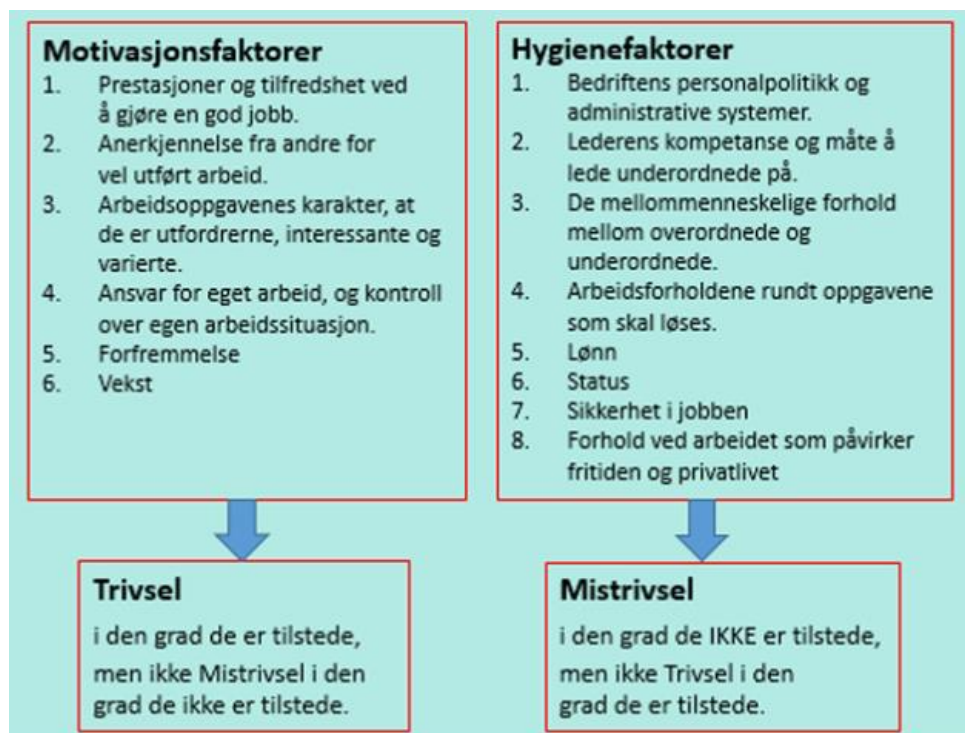 Motivasjonsfaktorer
1. Prestasjoner og tilfredshet ved
å gjøre en god jobb.
2. Anerkjennelse fra andre for
vel utført arbeid.
3. Arbeidsoppgavenes karakter, at
de er utfordrerne, interessante og
varierte.
4. Ansvar for eget arbeid, og kontroll
over egen arbeidssituasjon.
5. Forfremmelse
6. Vekst
Hygienefaktorer
1. Bedriftens personalpolitikk og
administrative systemer.
2. Lederens kompetanse og måte å
lede underordnede på.
3. De mellommenneskelige forhold
mellom overordnede og
underordnede.
4. Arbeidsforholdene rundt oppgavene
som skal løses.
5. Lønn
6. Status
7. Sikkerhet i jobben
8. Forhold ved arbeidet som påvirker
fritiden og privatlivet
Trivsel
i den grad de er tilstede,
men ikke Mistrivsel i den
grad de ikke er tilstede.
Mistrivsel
i den grad de IKKE er tilstede,
men ikke Trivsel i den
grad de er tilstede.